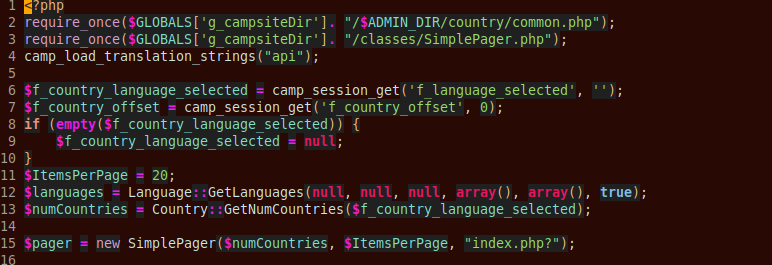 1 <?php
2 require_once($GLOBALS['g_campsiteDir']. "/$ADMIN_DIR/country/common.php");
3 require_once($GLOBALS['g_campsiteDir']. "/classes/SimplePager.php");
4 camp_load_translation_strings("api");
5
6 $f_country_language_selected = camp_session_get('f_language_selected', '');
7 $f_country_offset = camp_session_get('f_country_offset', 0);
8 if (empty($f_country_language_selected)) {
9     $f_country_language_selected = null;
10 }
11 $ItemsPerPage = 20;
12 $languages = Language::GetLanguages(null, null, null, array(), array(), true);
13 $numCountries = Country::GetNumCountries($f_country_language_selected);
14
15 $pager = new SimplePager($numCountries, $ItemsPerPage, "index.php?");
16